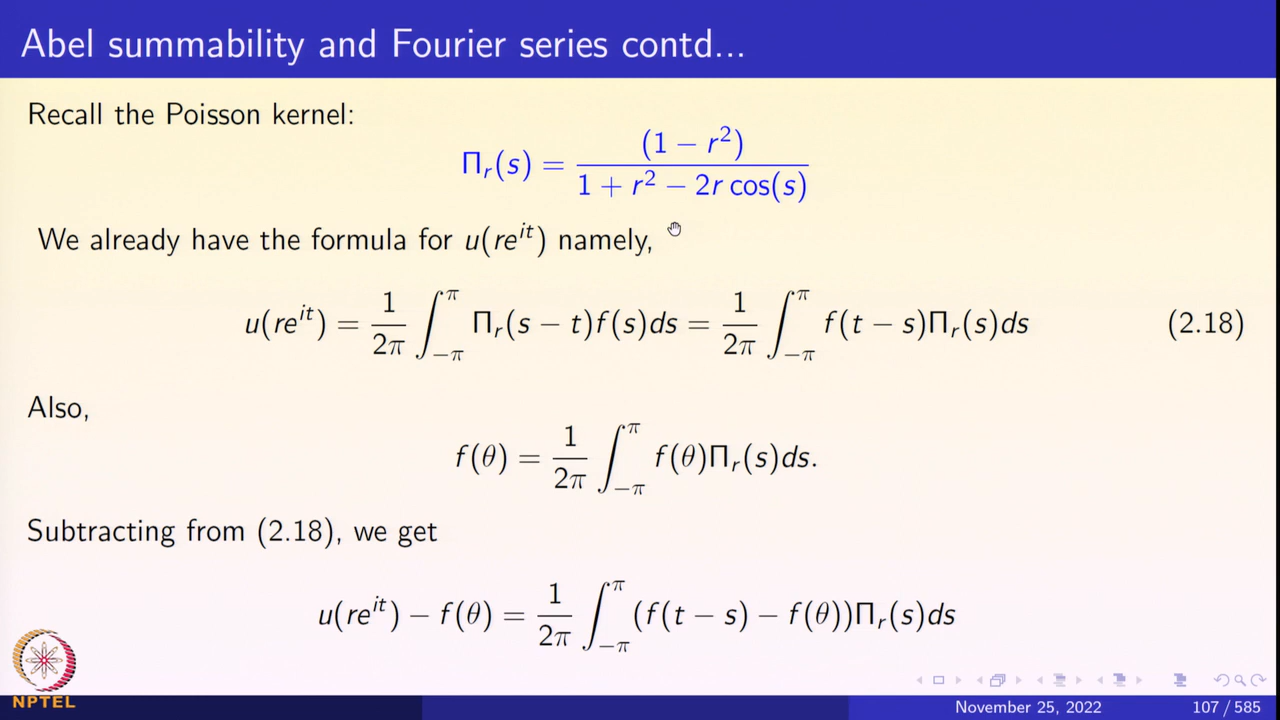 Abel summability and Fourier series contd...
Recall the Poisson kernel:
Π_r(s) = (1 − r²) / (1 + r² − 2r cos(s))
We already have the formula for u(re^{it}) namely,
u(re^{it}) = 1/2π ∫_{−π}^{π} Π_r(s − t)f(s)ds = 1/2π ∫_{−π}^{π} f(t − s)Π_r(s)ds (2.18)
Also,
f(θ) = 1/2π ∫_{−π}^{π} f(θ)Π_r(s)ds.
Subtracting from (2.18), we get
u(re^{it}) − f(θ) = 1/2π ∫_{−π}^{π} (f(t − s) − f(θ))Π_r(s)ds
NPTEL
November 25, 2022 107 / 585